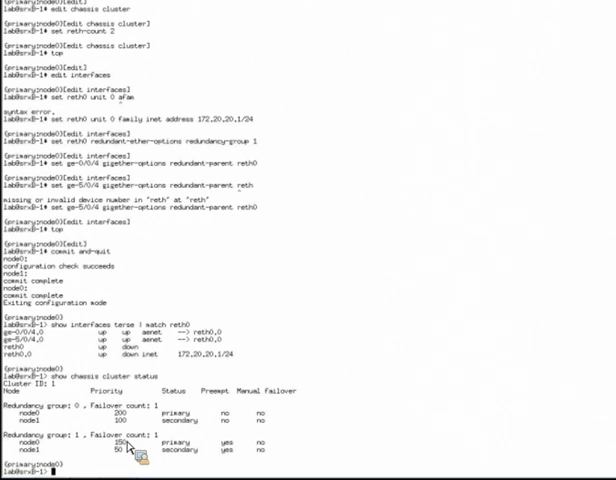 {primary:node0}[edit]
lab@srxB-1# edit chassis cluster
{primary:node0}[edit chassis cluster]
lab@srxB-1# set reth-count 2
{primary:node0}[edit chassis cluster]
lab@srxB-1# top
{primary:node0}[edit]
lab@srxB-1# edit interfaces
{primary:node0}[edit interfaces]
lab@srxB-1# set reth0 unit 0 afam
^
syntax error.
lab@srxB-1# set reth0 unit 0 family inet address 172.20.20.1/24
{primary:node0}[edit interfaces]
lab@srxB-1# set reth0 redundant-ether-options redundancy-group 1
{primary:node0}[edit interfaces]
lab@srxB-1# set ge-0/0/4 gigether-options redundant-parent reth0
{primary:node0}[edit interfaces]
lab@srxB-1# set ge-5/0/4 gigether-options redundant-parent reth
^
missing or invalid device number in "reth" at "reth"
lab@srxB-1# set ge-5/0/4 gigether-options redundant-parent reth0
{primary:node0}[edit interfaces]
lab@srxB-1# top
{primary:node0}[edit]
lab@srxB-1# commit and-quit
node0:
configuration check succeeds
node1:
commit complete
node0:
commit complete
Exiting configuration mode
{primary:node0}
lab@srxB-1> show interfaces terse | match reth0
ge-0/0/4.0 up up aenet --> reth0.0
ge-5/0/4.0 up up aenet --> reth0.0
reth0 up down
reth0.0 up down inet 172.20.20.1/24
{primary:node0}
lab@srxB-1> show chassis cluster status
Cluster ID: 1
Node Priority Status Preempt Manual failover
Redundancy group: 0 , Failover count: 1
node0 200 primary no no
node1 100 secondary no no
Redundancy group: 1 , Failover count: 1
node0 150 primary yes no
node1 50 secondary yes no
{primary:node0}
lab@srxB-1>